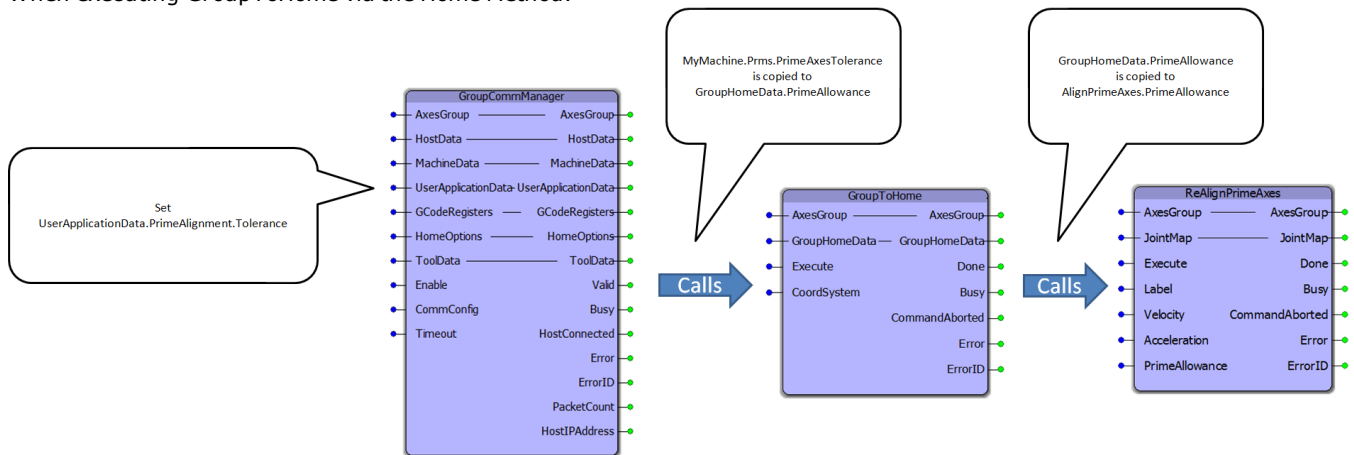 When executing GroupToHome via the Home Method:
MyMachine.Prms.PrimeAxesTolerance
is copied to
GroupHomeData.PrimeAllowance
GroupHomeData.PrimeAllowance
is copied to
AlignPrimeAxes.PrimeAllowance
Set
UserApplicationData.PrimeAlignment.Tolerance
GroupCommManager
AxesGroup AxesGroup
HostData HostData
MachineData MachineData
UserApplicationData UserApplicationData
GCodeRegisters GCodeRegisters
HomeOptions HomeOptions
ToolData ToolData
Enable Valid
CommConfig Busy
Timeout HostConnected
Error
ErrorID
PacketCount
HostIPAddress
Calls
GroupToHome
AxesGroup AxesGroup
GroupHomeData GroupHomeData
Execute Done
CoordSystem Busy
CommandAborted
Error
ErrorID
Calls
ReAlignPrimeAxes
AxesGroup AxesGroup
JointMap JointMap
Execute Done
Label Busy
Velocity CommandAborted
Acceleration Error
PrimeAllowance ErrorID